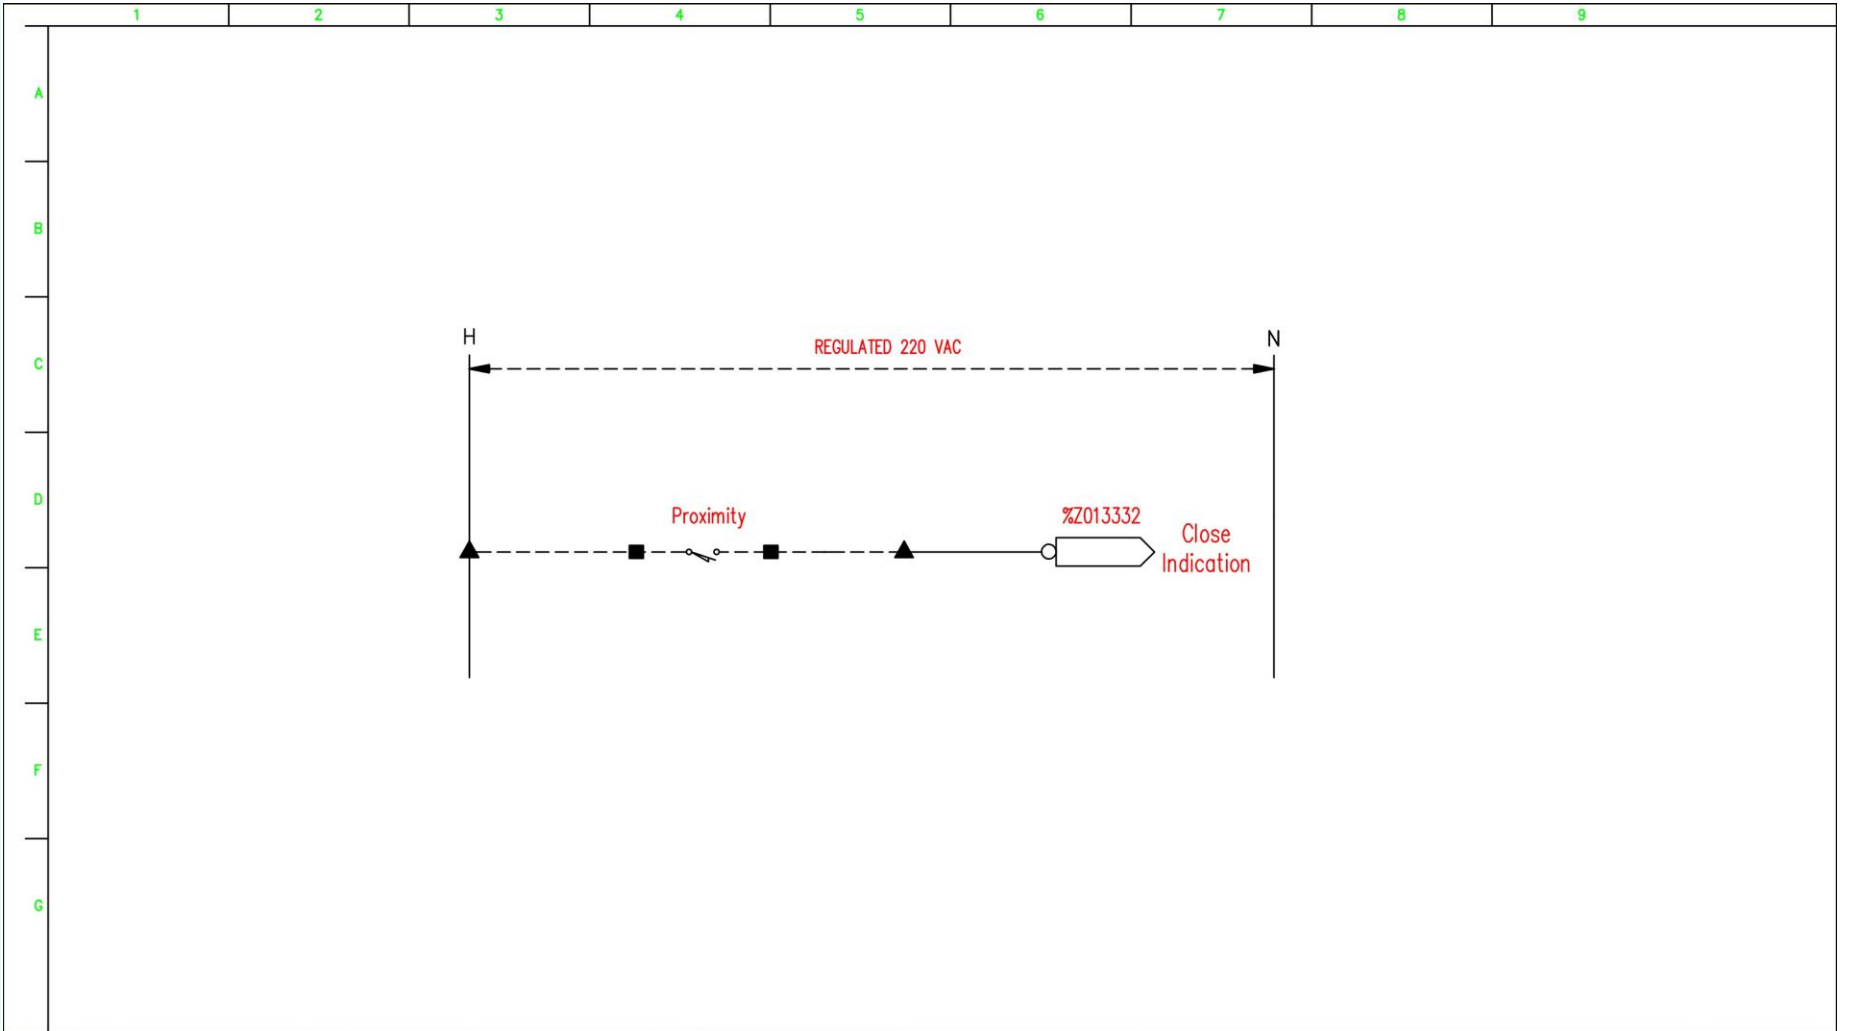 1 2 3 4 5 6 7 8 9
A
B
H N
REGULATED 220 VAC
C
D
Proximity %Z013332
Close
Indication
E
F
G